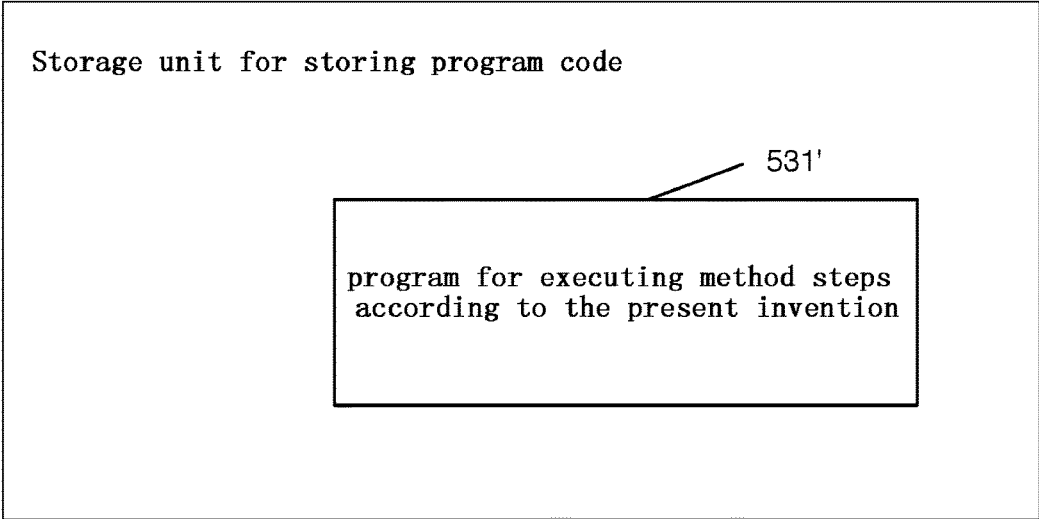 Storage unit for storing program code
531'
program for executing method steps
according to the present invention